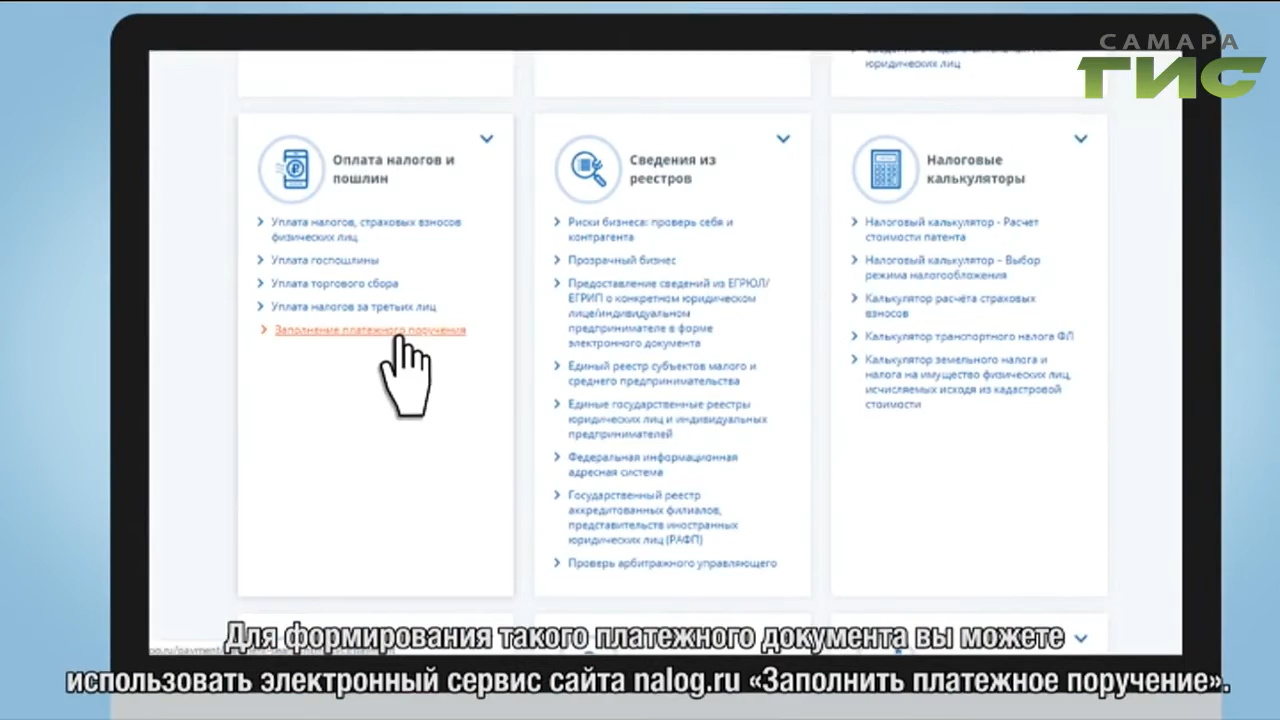 САМАРА
ГИС
юридических лиц
Оплата налогов и
пошлин
Уплата налогов, страховых взносов
физических лиц
Уплата госпошлины
Уплата торгового сбора
Уплата налогов за третьих лиц
Заполнение платежного поручения
Сведения из
реестров
Риски бизнеса: проверь себя и
контрагента
Прозрачный бизнес
Предоставление сведений из ЕГРЮЛ/
ЕГРИП о конкретном юридическом
лице/индивидуальном
предпринимателе в форме
электронного документа
Единый реестр субъектов малого и
среднего предпринимательства
Единые государственные реестры
юридических лиц и индивидуальных
предпринимателей
Федеральная информационная
адресная система
Государственный реестр
аккредитованных филиалов,
представительств иностранных
юридических лиц (РАФП)
Проверь арбитражного управляющего
Налоговые
калькуляторы
Налоговый калькулятор - Расчет
стоимости патента
Налоговый калькулятор – Выбор
режима налогообложения
Калькулятор расчёта страховых
взносов
Калькулятор транспортного налога ФЛ
Калькулятор земельного налога и
налога на имущество физических лиц,
исчисляемых исходя из кадастровой
стоимости
Для формирования такого платежного документа вы можете
использовать электронный сервис сайта nalog.ru «Заполнить платежное поручение».